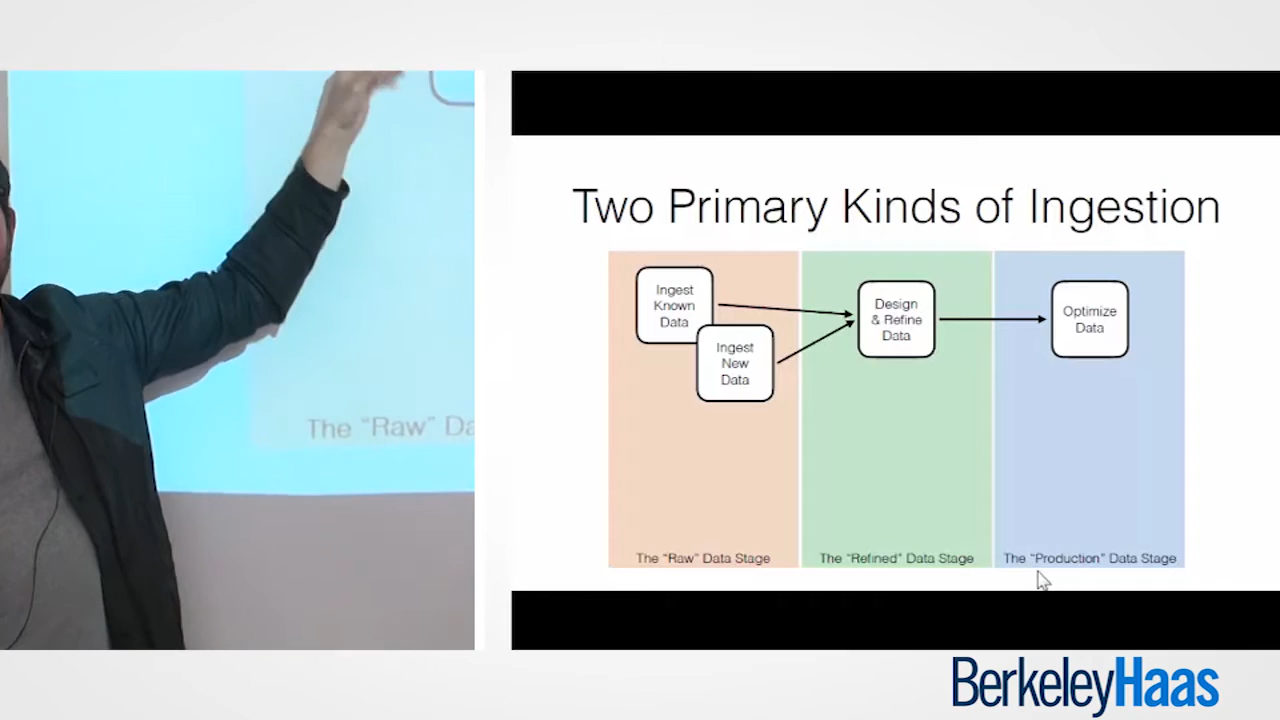 The "Raw" Da
Two Primary Kinds of Ingestion
Ingest
Known
Data
Ingest
New
Data
Design
& Refine
Data
Optimize
Data
The "Raw" Data Stage
The "Refined" Data Stage
The "Production" Data Stage
BerkeleyHaas